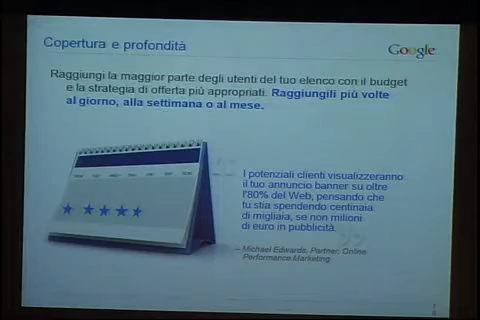 Copertura e profondità
Google
Raggiungi la maggior parte degli utenti del tuo elenco con il budget
e la strategia di offerta più appropriati. Raggiungili più volte
al giorno, alla settimana o al mese.
I potenziali clienti visualizzeranno
il tuo annuncio banner su oltre
l'80% del Web, pensando che
tu stia spendendo centinaia
di migliaia, se non milioni
di euro in pubblicità.
– Michael Edwards, Partner, Online
Performance Marketing